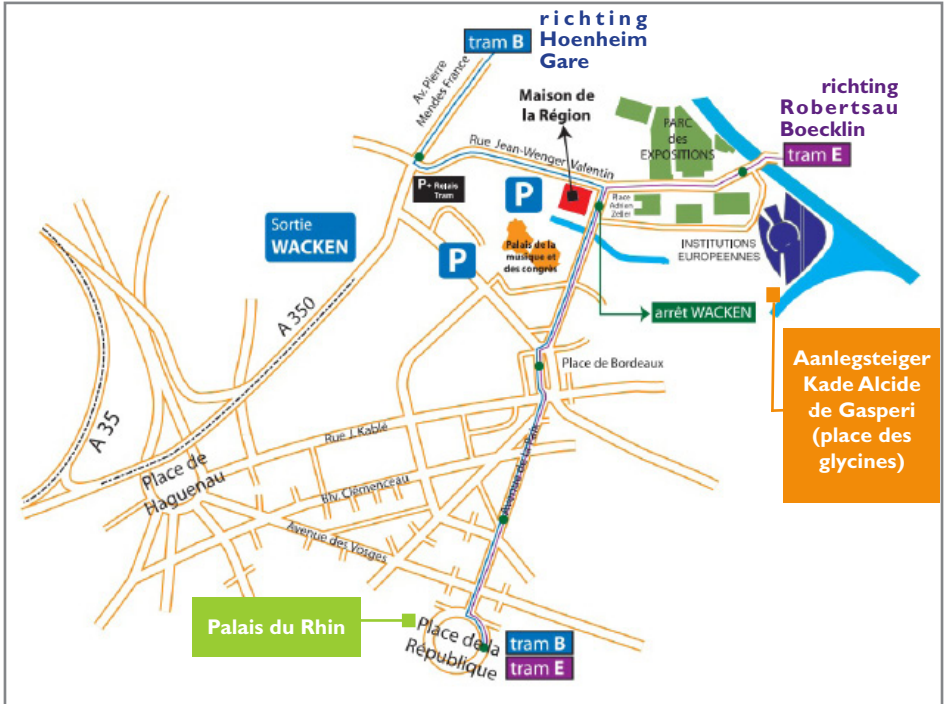 tram B
richting
Hoenheim
Gare
Av. Pierre
Mendes France
Maison de
la Région
richting
Robertsau
Boecklin
tram E
PARC
des
EXPOSITIONS
Rue Jean-Wenger Valentin
P+ Relais
Tram
P
Place
Adrien
Zeller
Sortie
WACKEN
P
Palais de la
musique et
des congrès
INSTITUTIONS
EUROPEENNES
A 350
arrêt WACKEN
Aanlegsteiger
Kade Alcide
de Gasperi
(place des
glycines)
Place de Bordeaux
A 35
Rue J. Kablé
Place de
Haguenau
Blv. Clémenceau
Avenue de la Paix
Avenue des Vosges
Palais du Rhin
Place de la
République
tram B
tram E